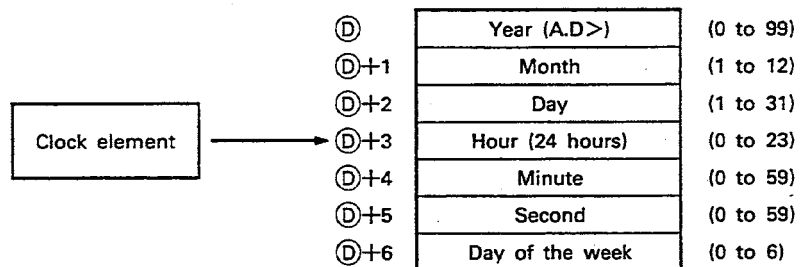 Ⓓ Year (A.D>) (0 to 99)
Ⓓ+1 Month (1 to 12)
Ⓓ+2 Day (1 to 31)
Clock element Ⓓ+3 Hour (24 hours) (0 to 23)
Ⓓ+4 Minute (0 to 59)
Ⓓ+5 Second (0 to 59)
Ⓓ+6 Day of the week (0 to 6)